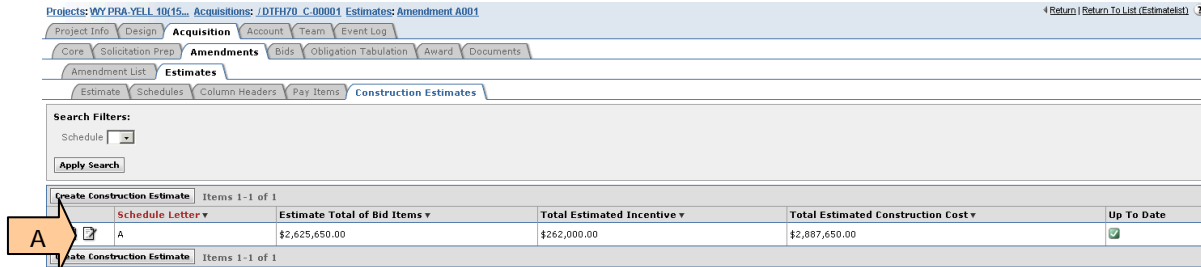 Projects: WY PRA-YELL 10(15... Acquisitions: /DTFH70 C-00001 Estimates: Amendment A001 Return | Return To List (Estimatelist)
Project Info Design Acquisition Account Team Event Log
Core Solicitation Prep Amendments Bids Obligation Tabulation Award Documents
Amendment List Estimates
Estimate Schedules Column Headers Pay Items Construction Estimates
Search Filters:
Schedule
Apply Search
Create Construction Estimate Items 1-1 of 1
Schedule Letter Estimate Total of Bid Items Total Estimated Incentive Total Estimated Construction Cost Up To Date
A A $2,625,650.00 $262,000.00 $2,887,650.00
Create Construction Estimate Items 1-1 of 1